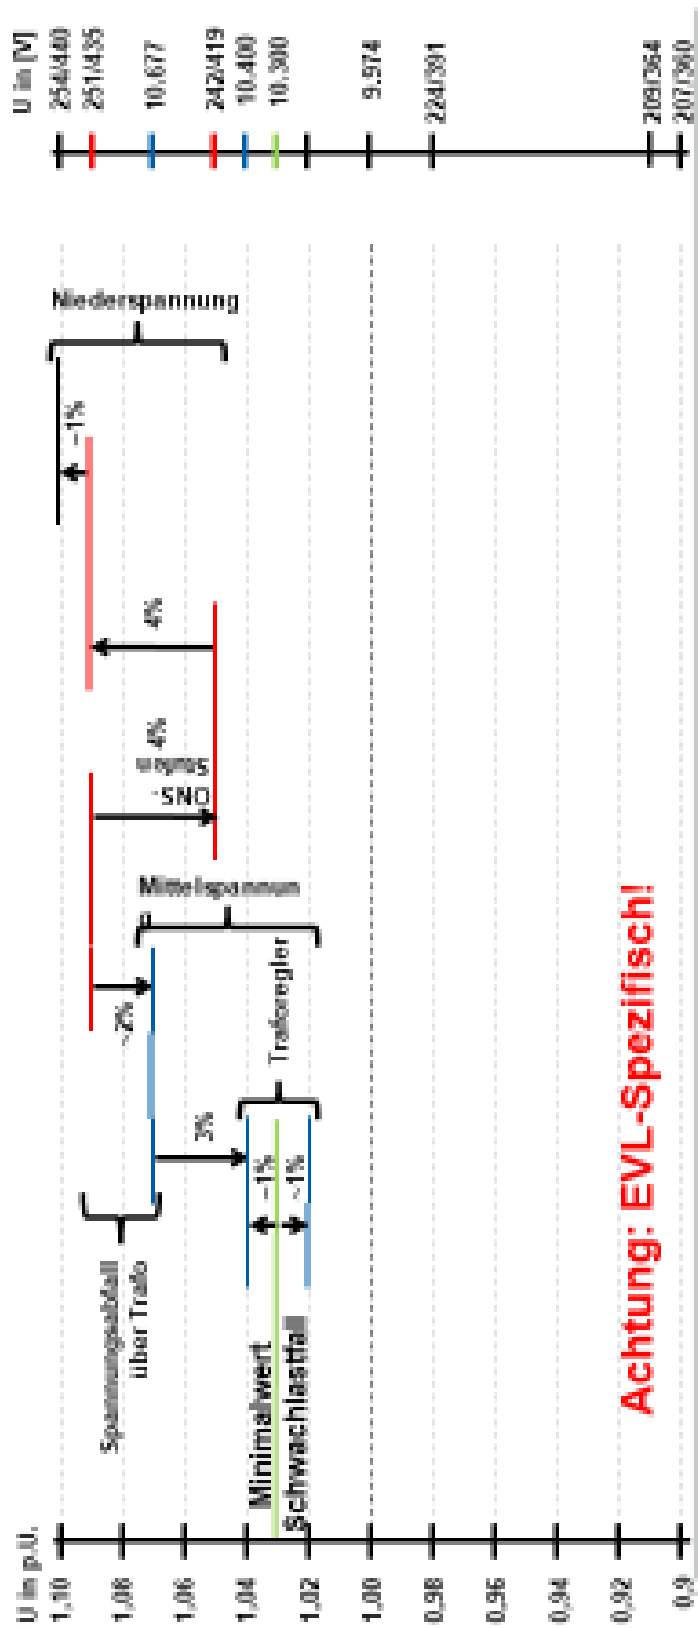 U in p.U.
1,10
1,08
1,06
1,04
1,02
1,00
0,98
0,96
0,94
0,92
0,9
Spannungsabfall
über Trafo
Minimalwert
Schwachlastfall
~1%
~1%
3%
~2%
Traforegler
Mittelspannun
g
ONS-
Stufen
4%
4%
~1%
Niederspannung
Achtung: EVL-Spezifisch!
U in [V]
254/440
251/435
10.677
242/419
10.400
10.300
9.974
224/391
209/364
207/360